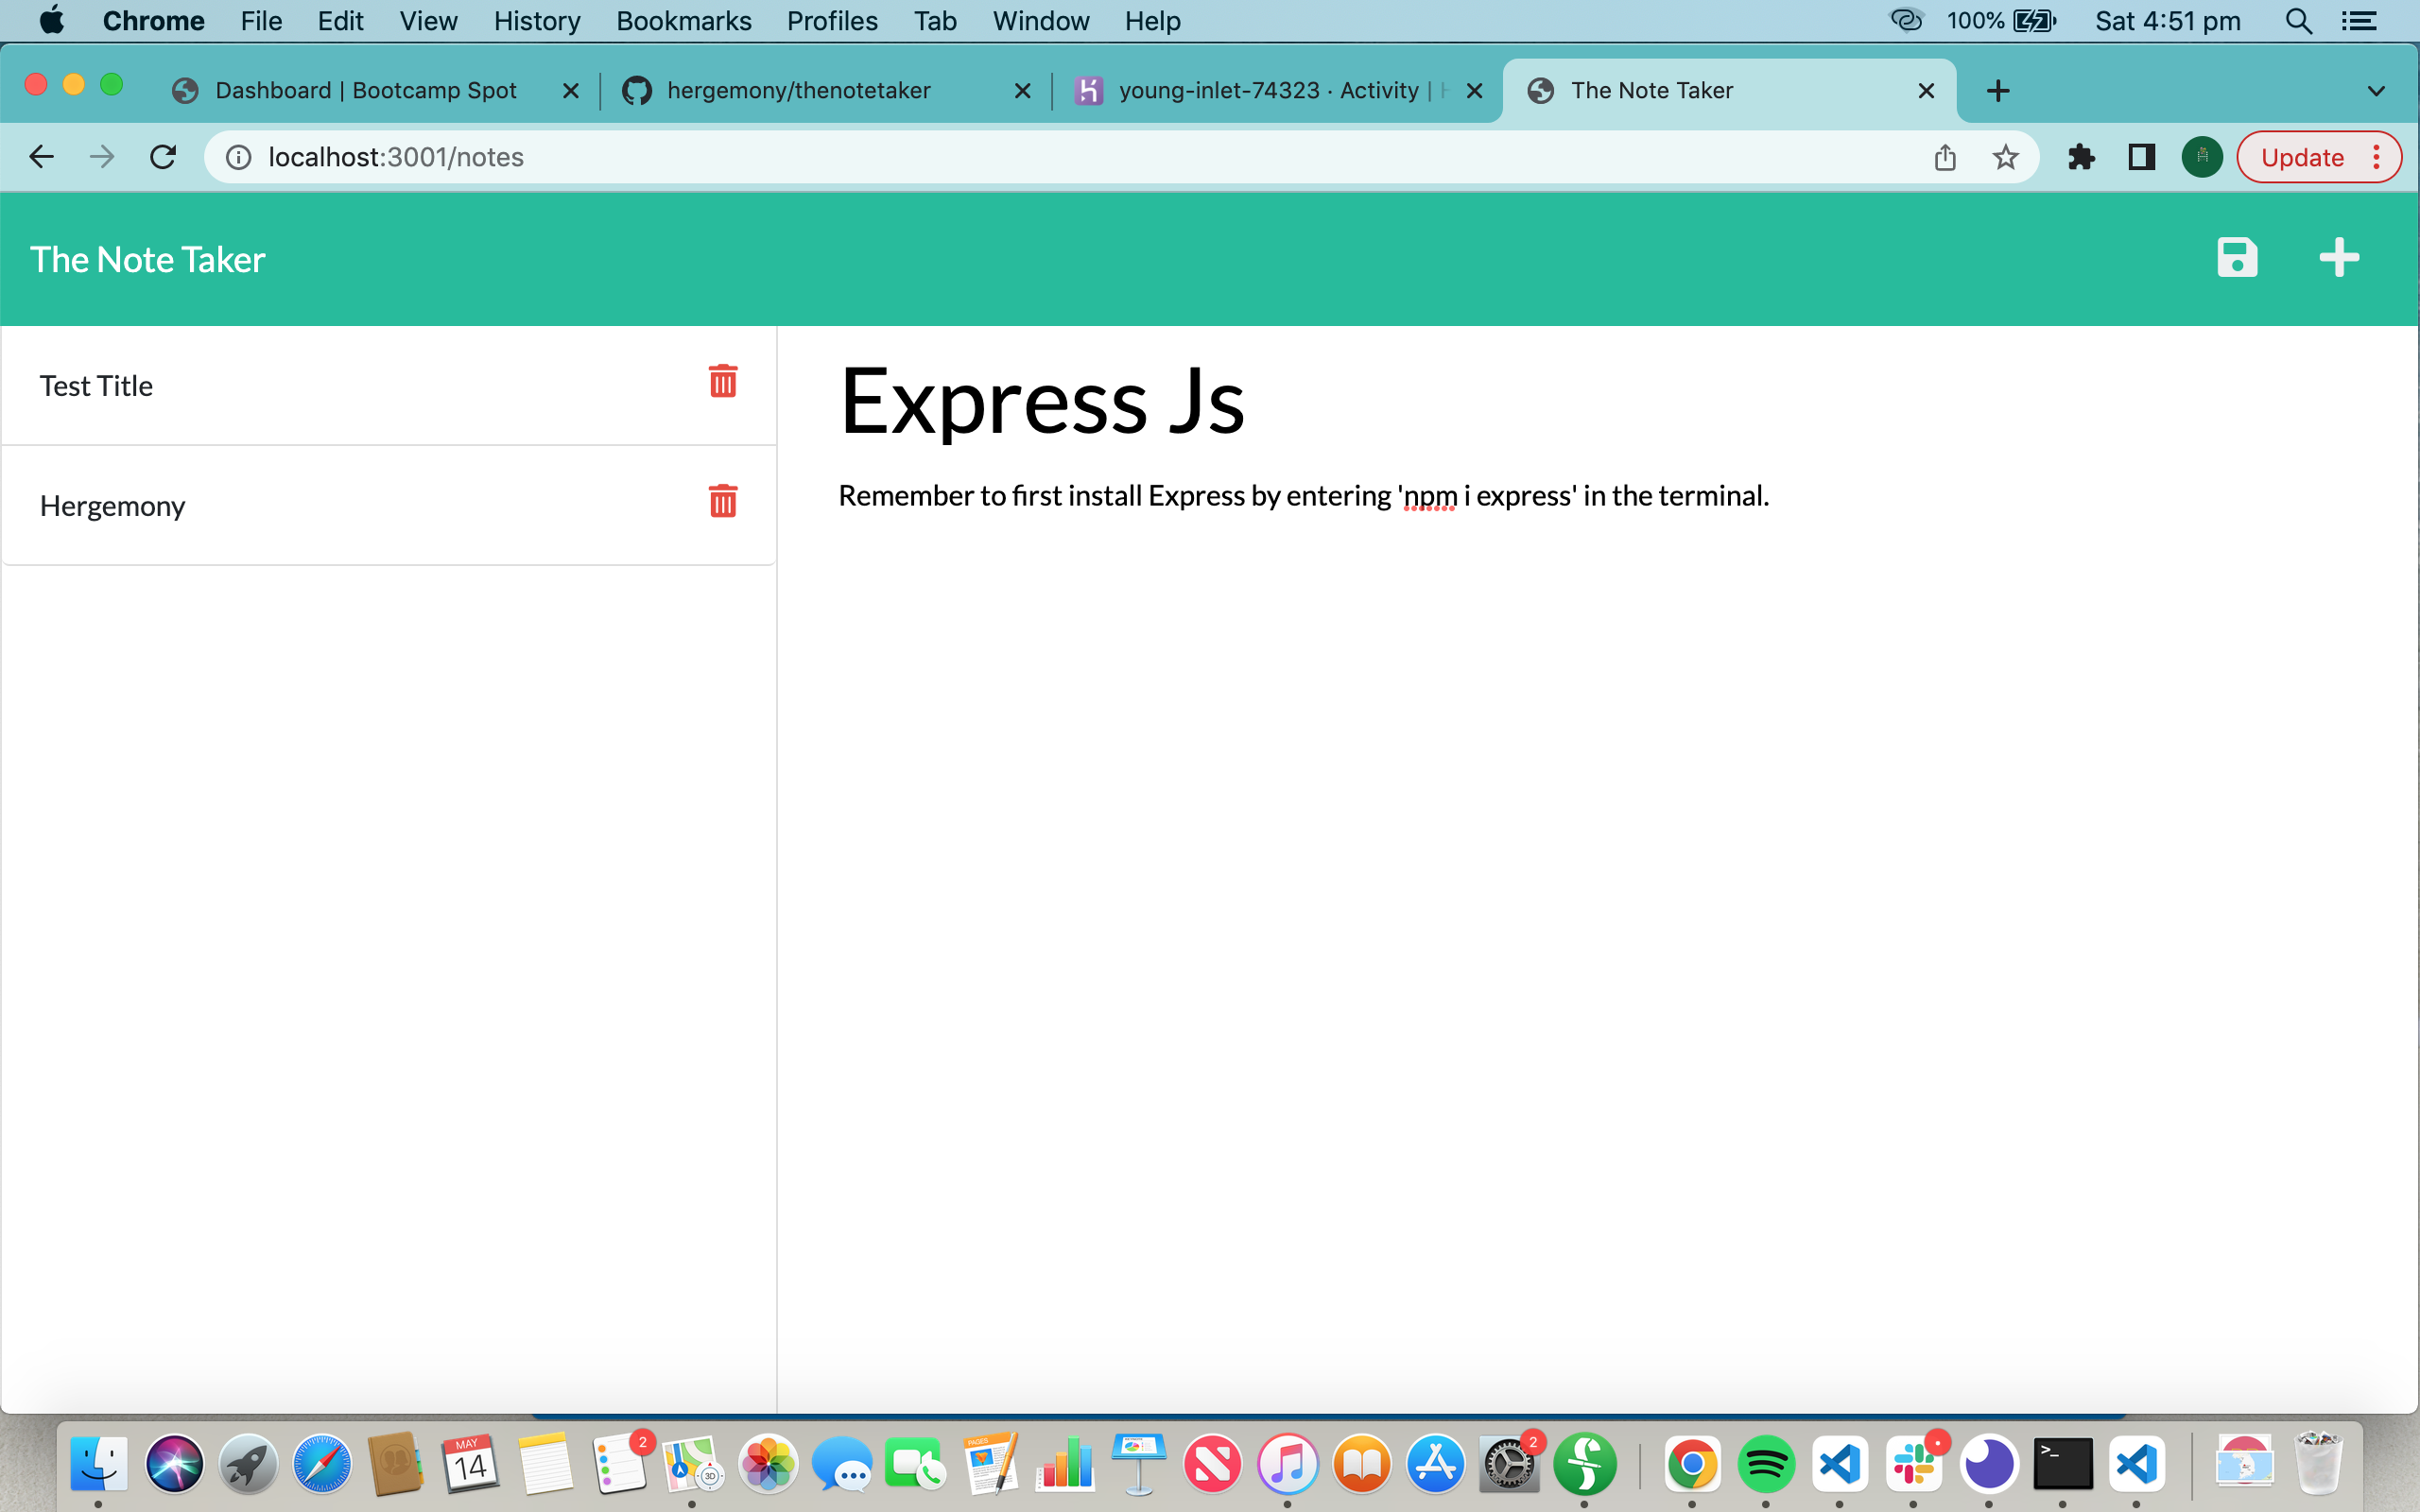 Chrome File Edit View History Bookmarks Profiles Tab Window Help 100% Sat 4:51 pm
Dashboard | Bootcamp Spot hergemony/thenotetaker young-inlet-74323 · Activity | The Note Taker
localhost:3001/notes Update
The Note Taker
Test Title
Hergemony
Express Js
Remember to first install Express by entering 'npm i express' in the terminal.
MAY
14
2
3D
PAGES
2
>_